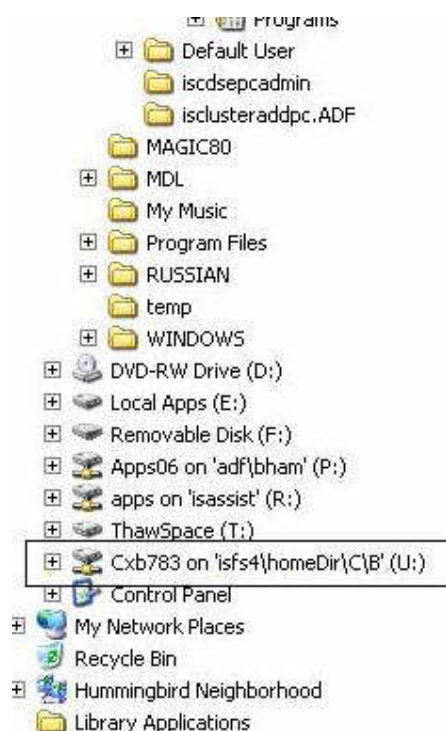 Programs
Default User
iscdsepcadmin
isclusteraddpc.ADF
MAGIC80
MDL
My Music
Program Files
RUSSIAN
temp
WINDOWS
DVD-RW Drive (D:)
Local Apps (E:)
Removable Disk (F:)
Apps06 on 'adf\bham' (P:)
apps on 'isassist' (R:)
ThawSpace (T:)
Cxb783 on 'isfs4\homeDir\C\B' (U:)
Control Panel
My Network Places
Recycle Bin
Hummingbird Neighborhood
Library Applications